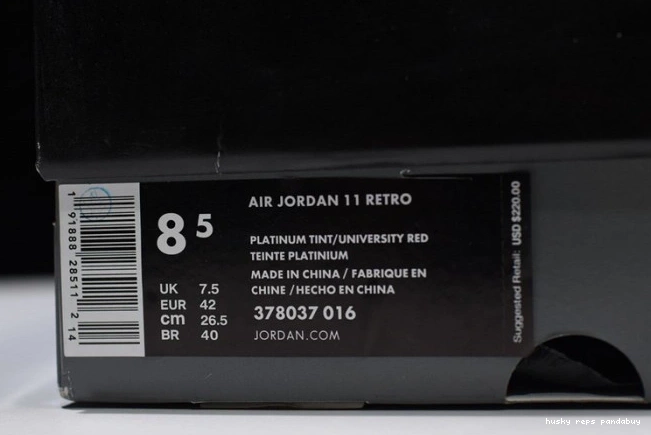 1 91888 28511 2 14
8 5
UK 7.5
EUR 42
cm 26.5
BR 40
AIR JORDAN 11 RETRO
PLATINUM TINT/UNIVERSITY RED
TEINTE PLATINIUM
MADE IN CHINA / FABRIQUE EN
CHINE /HECHO EN CHINA
378037 016
JORDAN.COM
Suggested Retail: USD $220.00
husky reps pandabuy